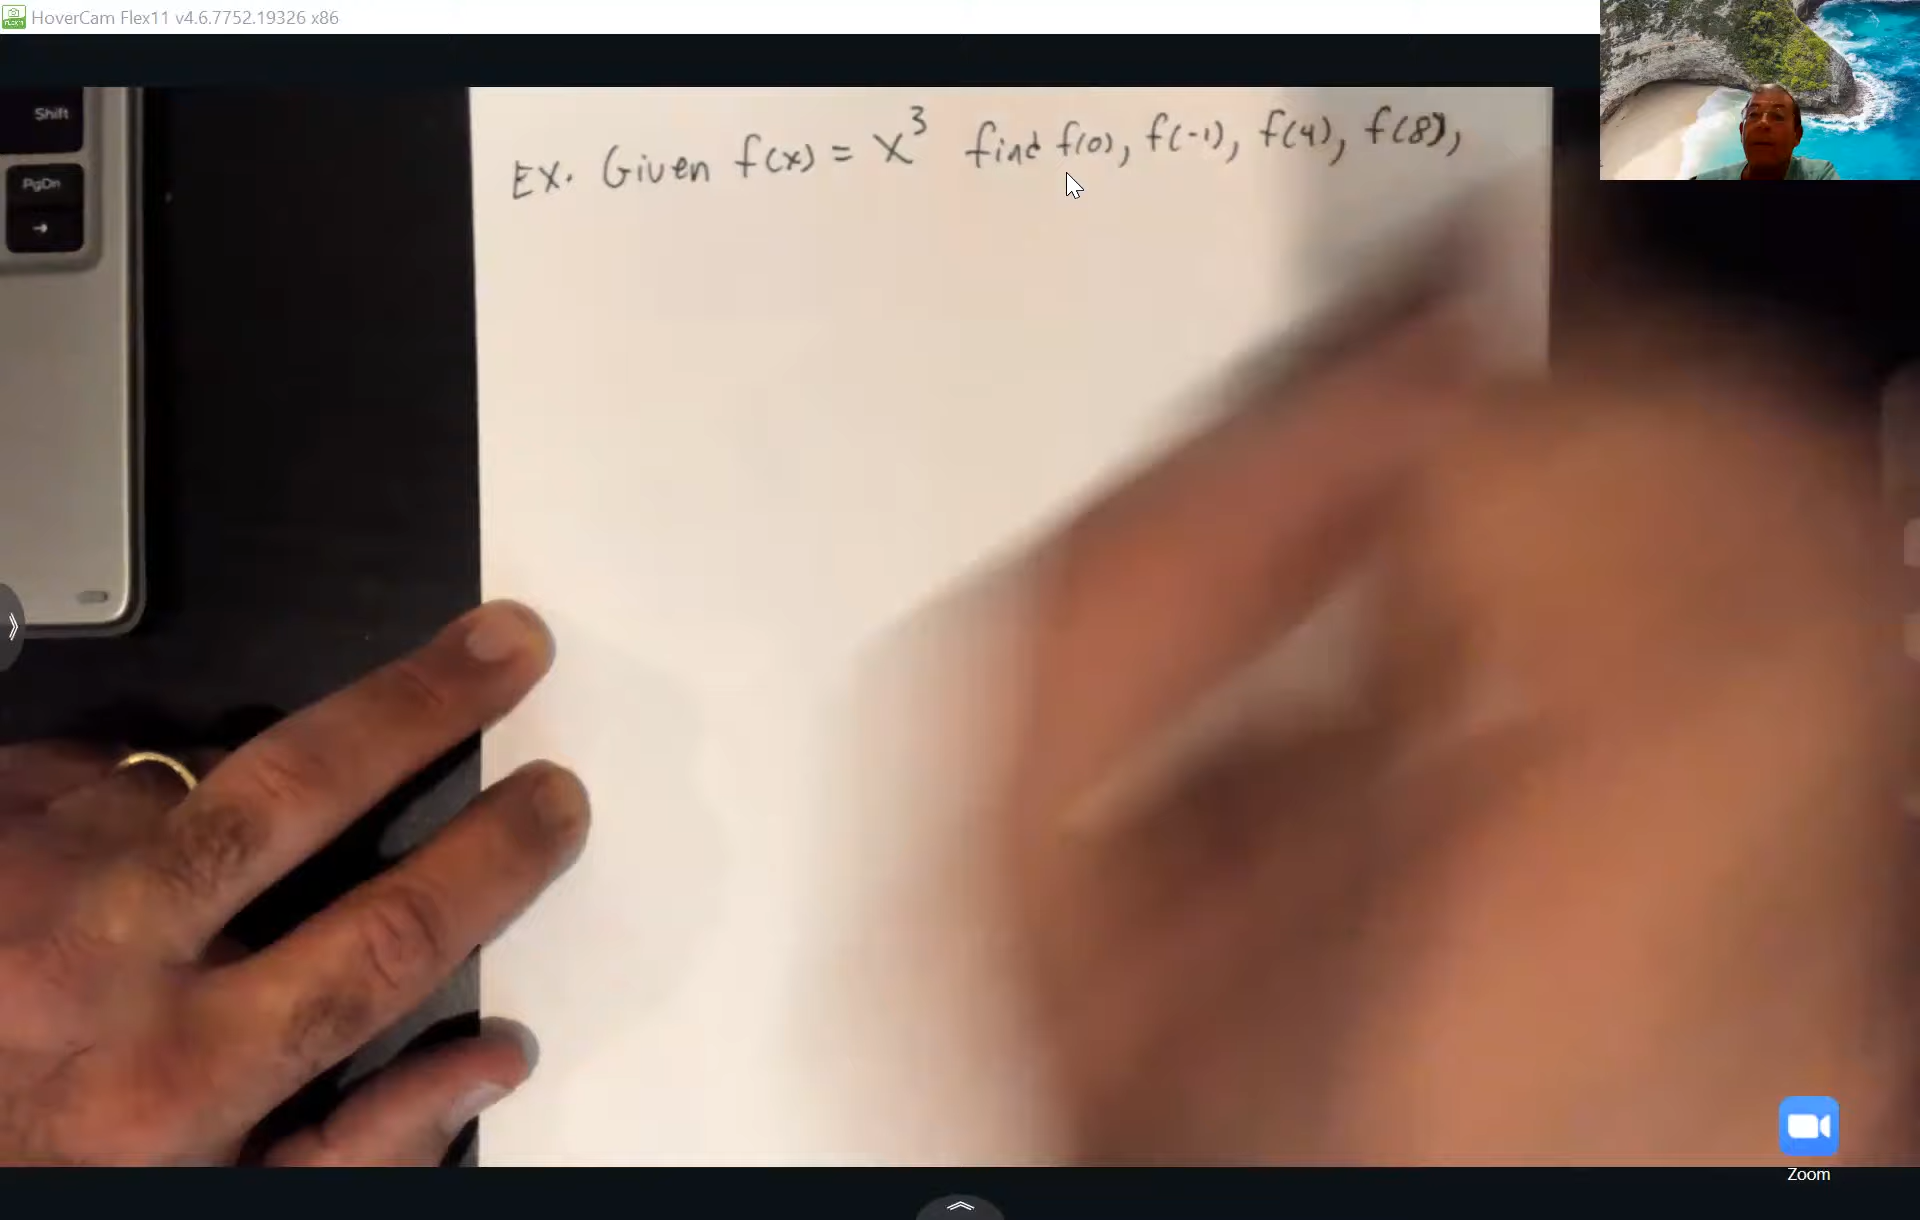 HoverCam Flex11 v4.6.7752.19326 x86
Shift
PgDn
EX. Given f(x) = x³ find f(0), f(-1), f(4), f(8),
Zoom